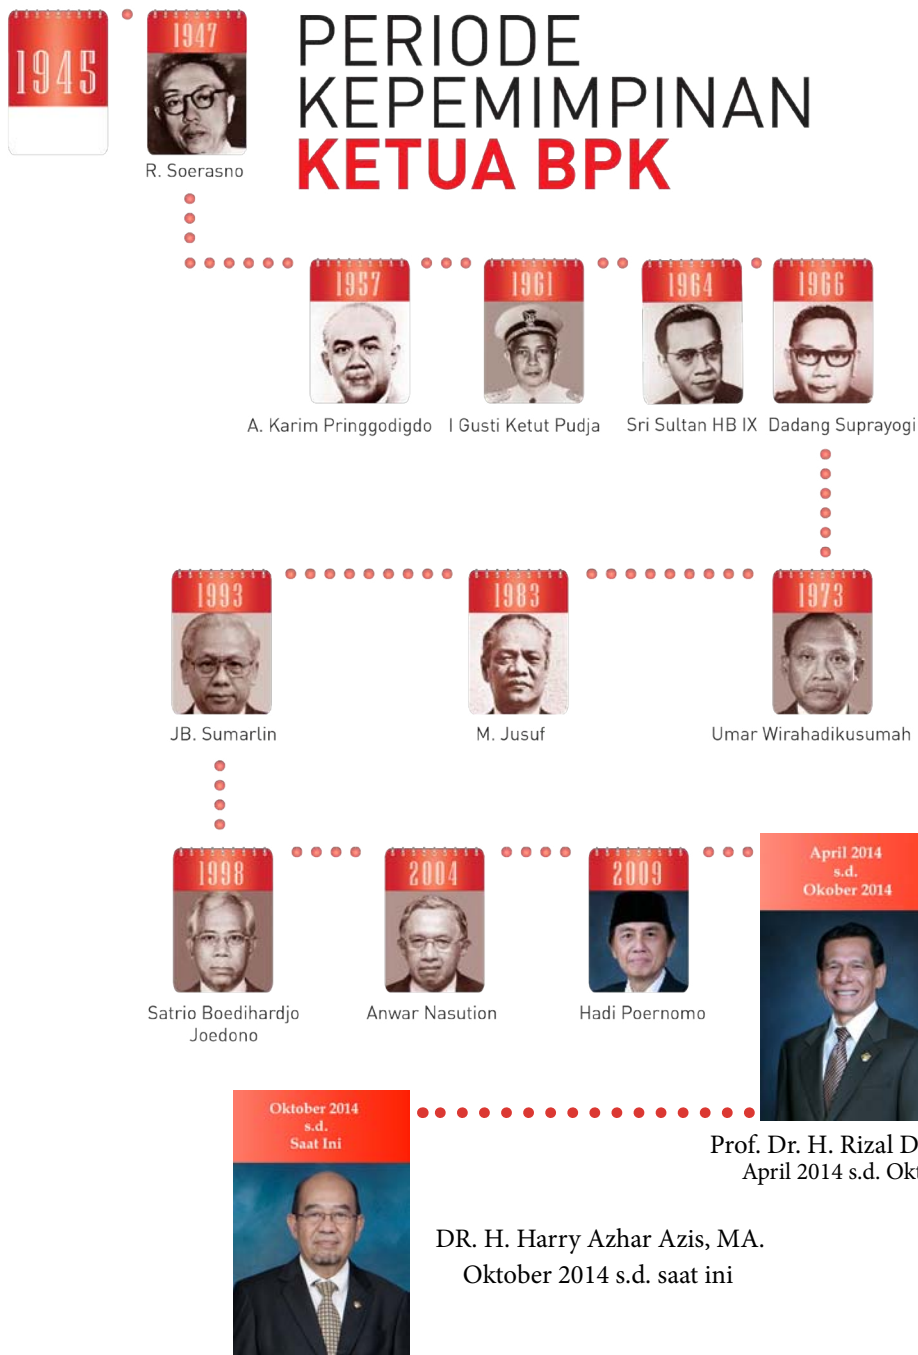 1945
1947
PERIODE
KEPEMIMPINAN
KETUA BPK
R. Soerasno
1957
1961
1964
1966
A. Karim Pringgodigdo
I Gusti Ketut Pudja
Sri Sultan HB IX
Dadang Suprayogi
1993
1983
1973
JB. Sumarlin
M. Jusuf
Umar Wirahadikusumah
1998
2004
2009
April 2014
s.d.
Okober 2014
Satrio Boedihardjo
Joedono
Anwar Nasution
Hadi Poernomo
Oktober 2014
s.d.
Saat Ini
Prof. Dr. H. Rizal D
April 2014 s.d. Okt
DR. H. Harry Azhar Azis, MA.
Oktober 2014 s.d. saat ini